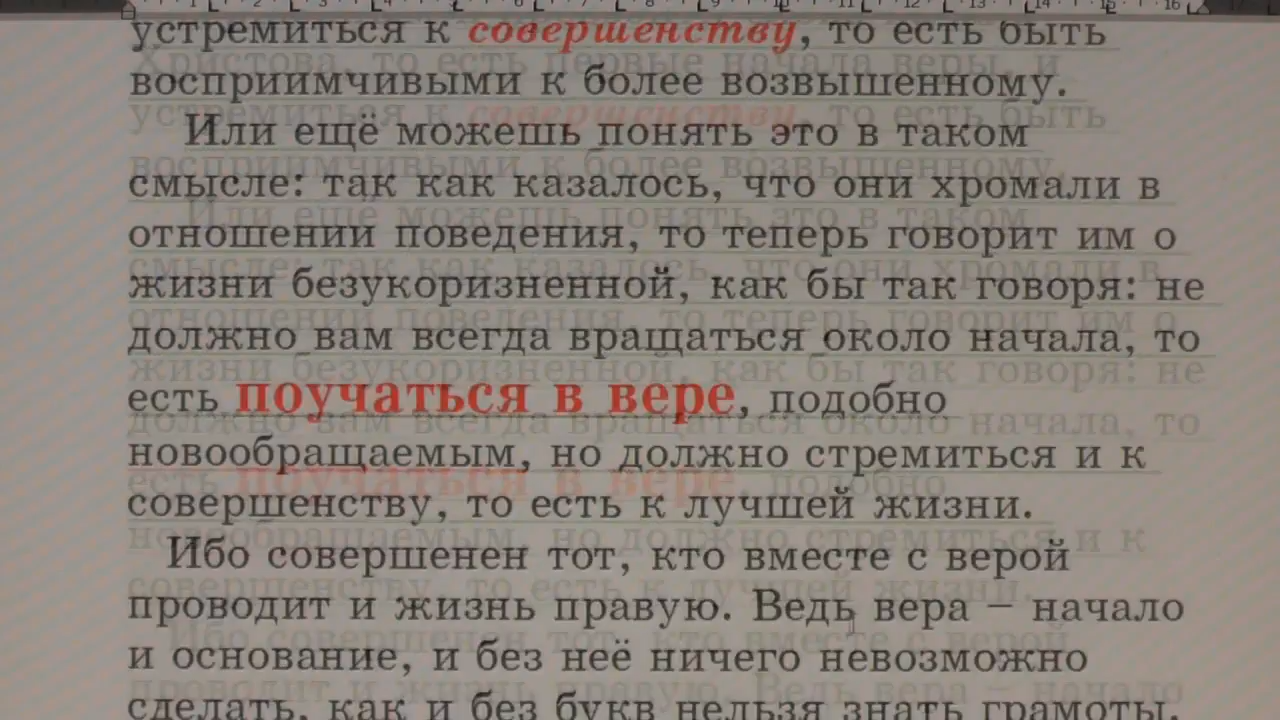 устремиться к совершенству, то есть быть
восприимчивыми к более возвышенному.
Или ещё можешь понять это в таком
смысле: так как казалось, что они хромали в
отношении поведения, то теперь говорит им о
жизни безукоризненной, как бы так говоря: не
должно вам всегда вращаться около начала, то
есть поучаться в вере, подобно
новообращаемым, но должно стремиться и к
совершенству, то есть к лучшей жизни.
Ибо совершенен тот, кто вместе с верой
проводит и жизнь правую. Ведь вера – начало
и основание, и без неё ничего невозможно
сделать, как и без букв нельзя знать грамоты.